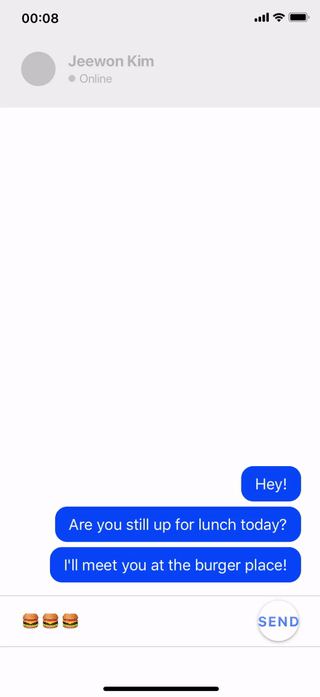 00:08
Jeewon Kim
Online
Hey!
Are you still up for lunch today?
I'll meet you at the burger place!
🍔🍔🍔
SEND